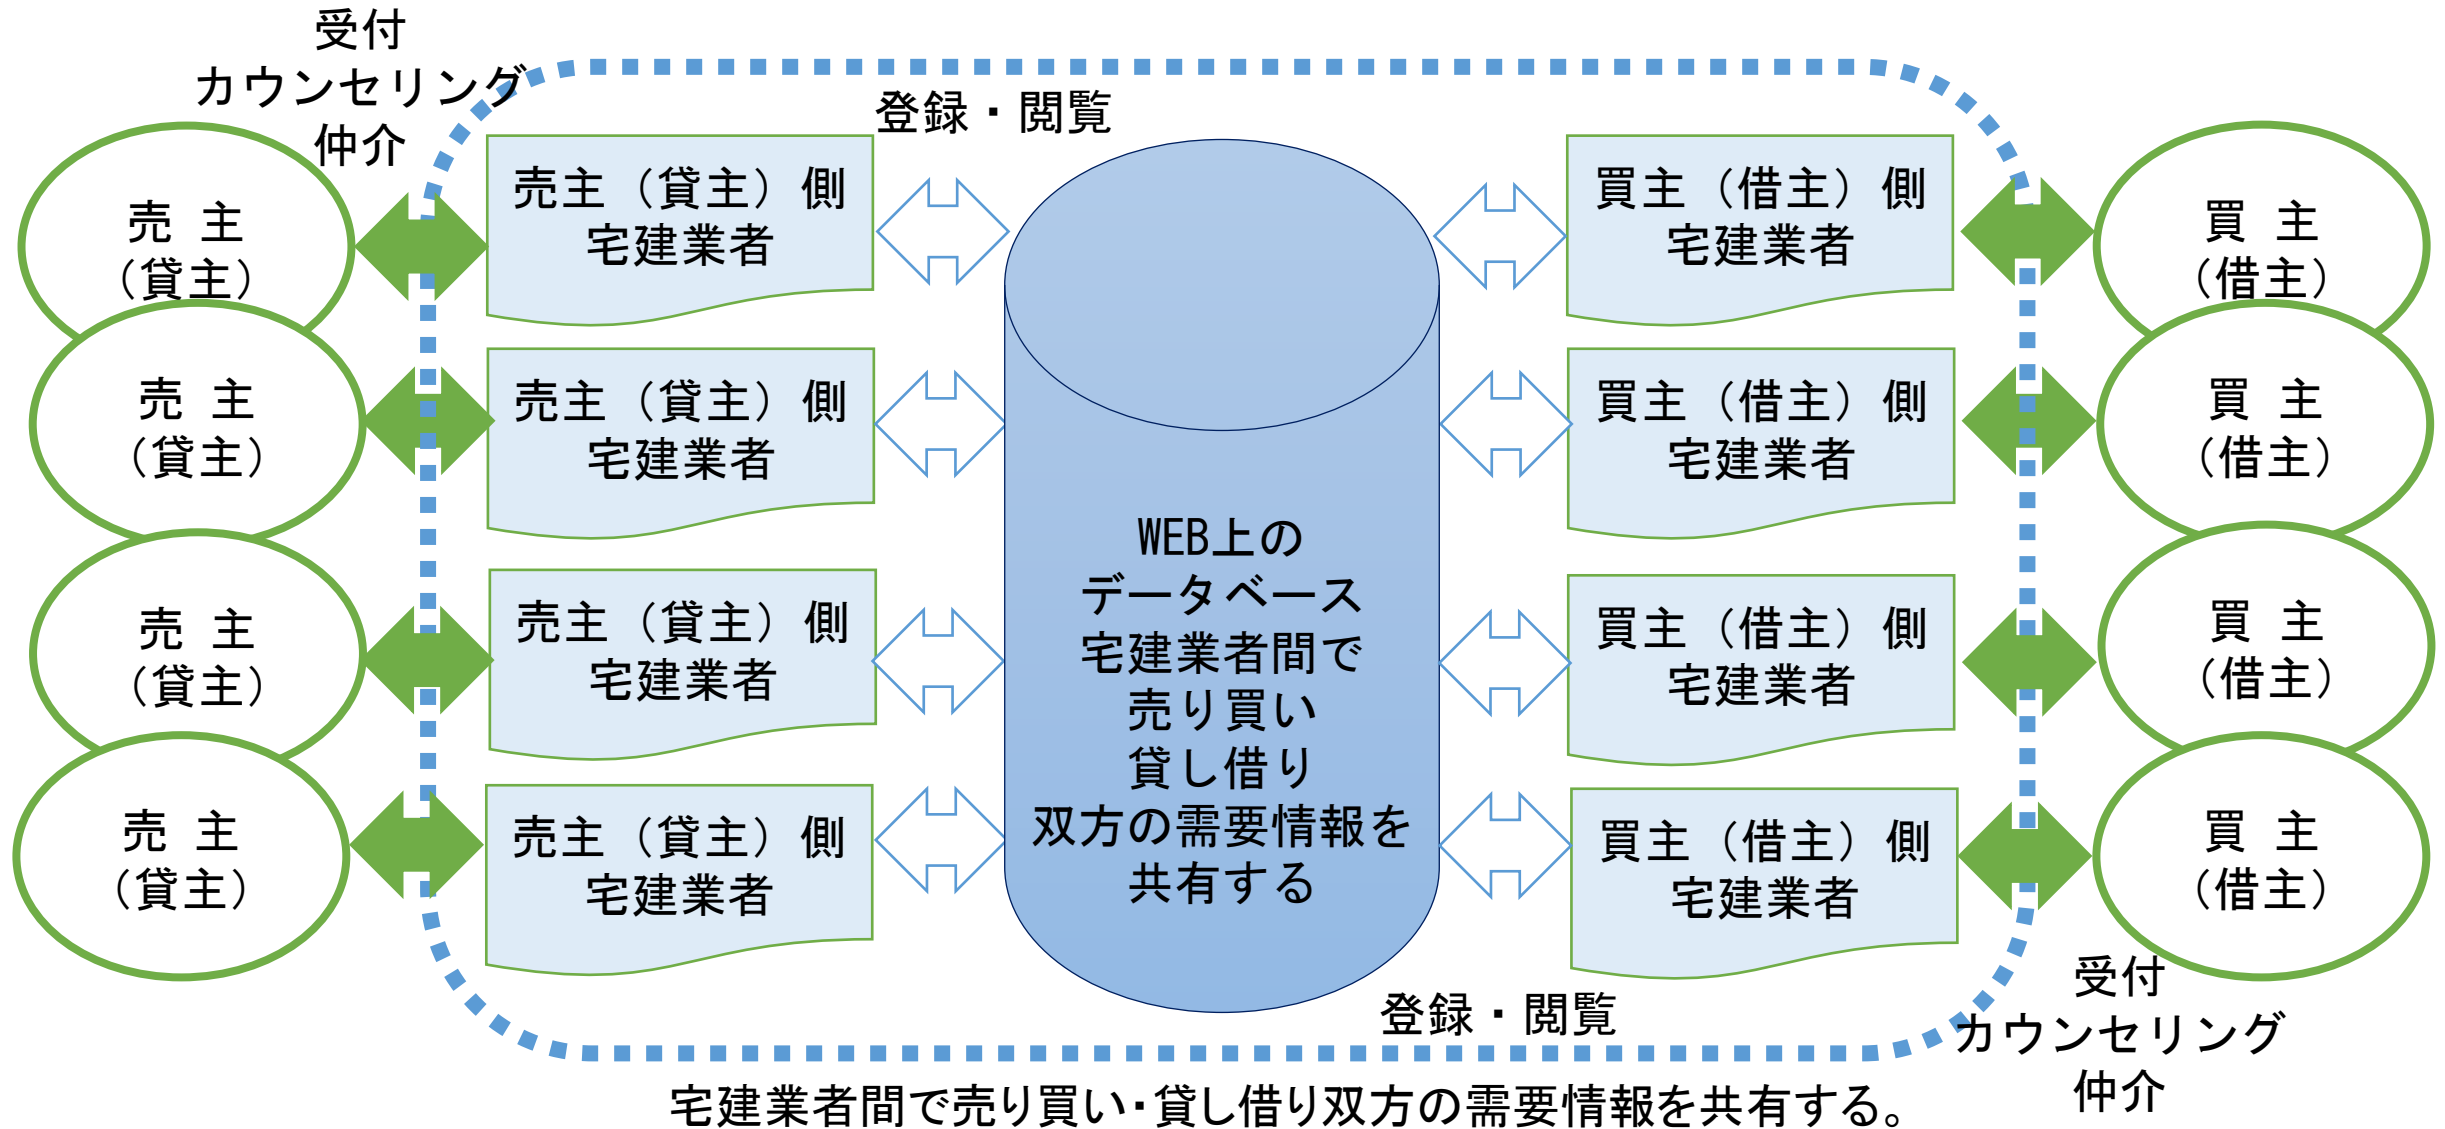 受付
カウンセリング
仲介
登録・閲覧
売　主
（貸主）
売主（貸主）側
宅建業者
買主（借主）側
宅建業者
買　主
（借主）
売　主
（貸主）
売主（貸主）側
宅建業者
買主（借主）側
宅建業者
買　主
（借主）
WEB上の
データベース
宅建業者間で
売り買い
貸し借り
双方の需要情報を
共有する
売　主
（貸主）
売主（貸主）側
宅建業者
買主（借主）側
宅建業者
買　主
（借主）
売　主
（貸主）
売主（貸主）側
宅建業者
買主（借主）側
宅建業者
買　主
（借主）
登録・閲覧
受付
カウンセリング
仲介
宅建業者間で売り買い・貸し借り双方の需要情報を共有する。